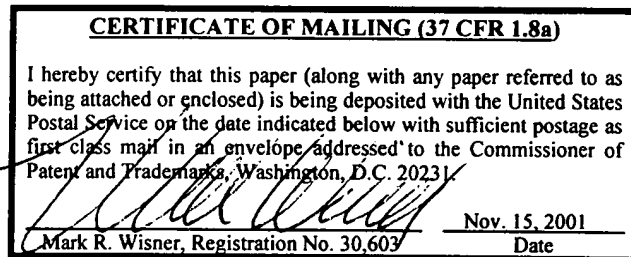 CERTIFICATE OF MAILING (37 CFR 1.8a)
I hereby certify that this paper (along with any paper referred to as
being attached or enclosed) is being deposited with the United States
Postal Service on the date indicated below with sufficient postage as
first class mail in an envelope addressed to the Commissioner of
Patent and Trademarks, Washington, D.C. 20231.
Nov. 15, 2001
Mark R. Wisner, Registration No. 30,603
Date